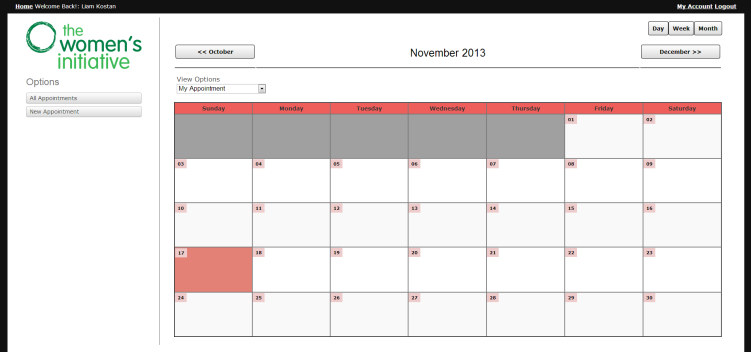 Home Welcome Back!: Liam Kostan
My Account Logout
the
women's
initiative
Options
All Appointments
New Appointment
Day Week Month
<< October
November 2013
December >>
View Options
My Appointment
Sunday Monday Tuesday Wednesday Thursday Friday Saturday
01 02
03 04 05 06 07 08 09
10 11 12 13 14 15 16
17 18 19 20 21 22 23
24 25 26 27 28 29 30